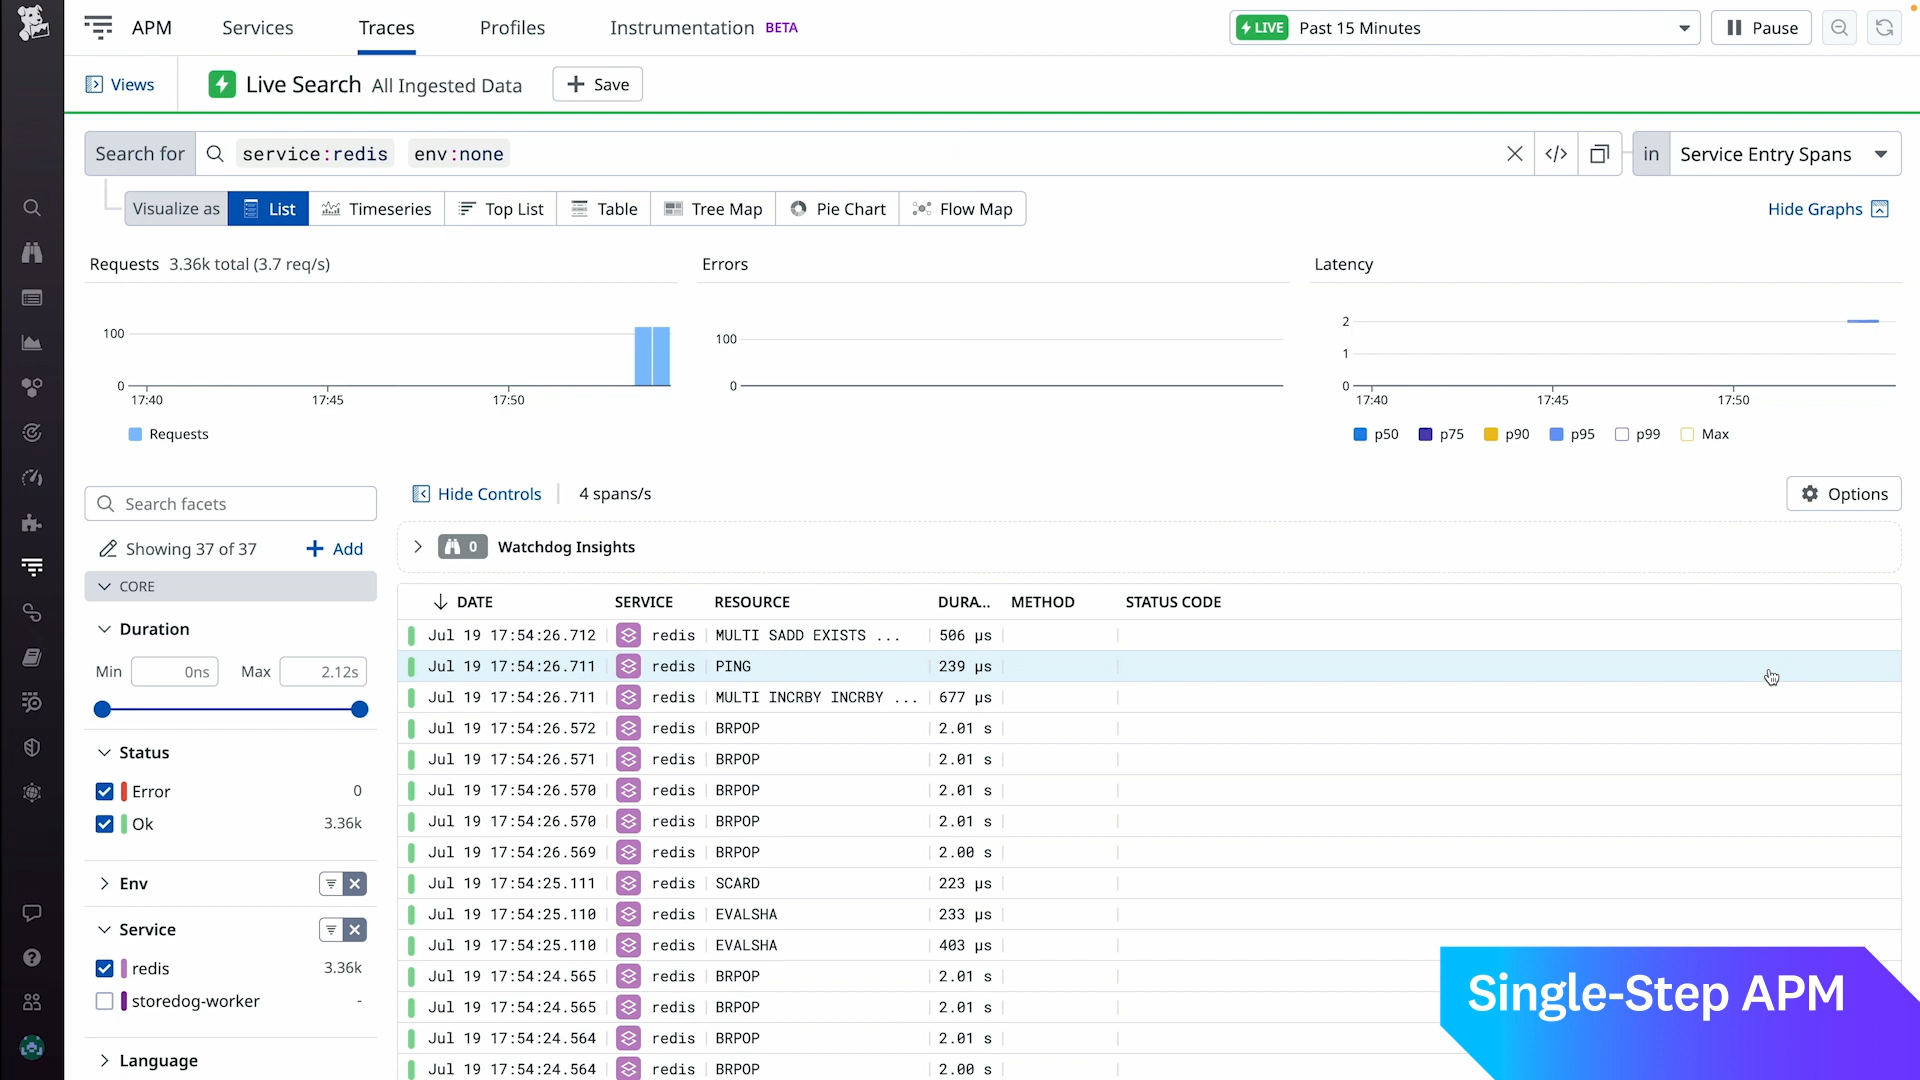 APM Services Traces Profiles Instrumentation BETA LIVE Past 15 Minutes Pause
Views Live Search All Ingested Data Save
Search for service:redis env:none in Service Entry Spans
Visualize as List Timeseries Top List Table Tree Map Pie Chart Flow Map Hide Graphs
Requests 3.36k total (3.7 req/s)
100
0
17:40 17:45 17:50
Requests
Errors
100
0
Latency
2
1
0
17:40 17:45 17:50
p50 p75 p90 p95 p99 Max
Search facets
Showing 37 of 37 Add
CORE
Duration
Min 0ns Max 2.12s
Status
Error 0
Ok 3.36k
Env
Service
redis 3.36k
storedog-worker -
Language
Hide Controls 4 spans/s Options
0 Watchdog Insights
DATE SERVICE RESOURCE DURA... METHOD STATUS CODE
Jul 19 17:54:26.712 redis MULTI SADD EXISTS ... 506 µs
Jul 19 17:54:26.711 redis PING 239 µs
Jul 19 17:54:26.711 redis MULTI INCRBY INCRBY ... 677 µs
Jul 19 17:54:26.572 redis BRPOP 2.01 s
Jul 19 17:54:26.571 redis BRPOP 2.01 s
Jul 19 17:54:26.570 redis BRPOP 2.01 s
Jul 19 17:54:26.570 redis BRPOP 2.01 s
Jul 19 17:54:26.569 redis BRPOP 2.00 s
Jul 19 17:54:25.111 redis SCARD 223 µs
Jul 19 17:54:25.110 redis EVALSHA 233 µs
Jul 19 17:54:25.110 redis EVALSHA 403 µs
Jul 19 17:54:24.565 redis BRPOP 2.01 s
Jul 19 17:54:24.565 redis BRPOP 2.01 s
Jul 19 17:54:24.564 redis BRPOP 2.01 s
Jul 19 17:54:24.564 redis BRPOP 2.00 s
Single-Step APM